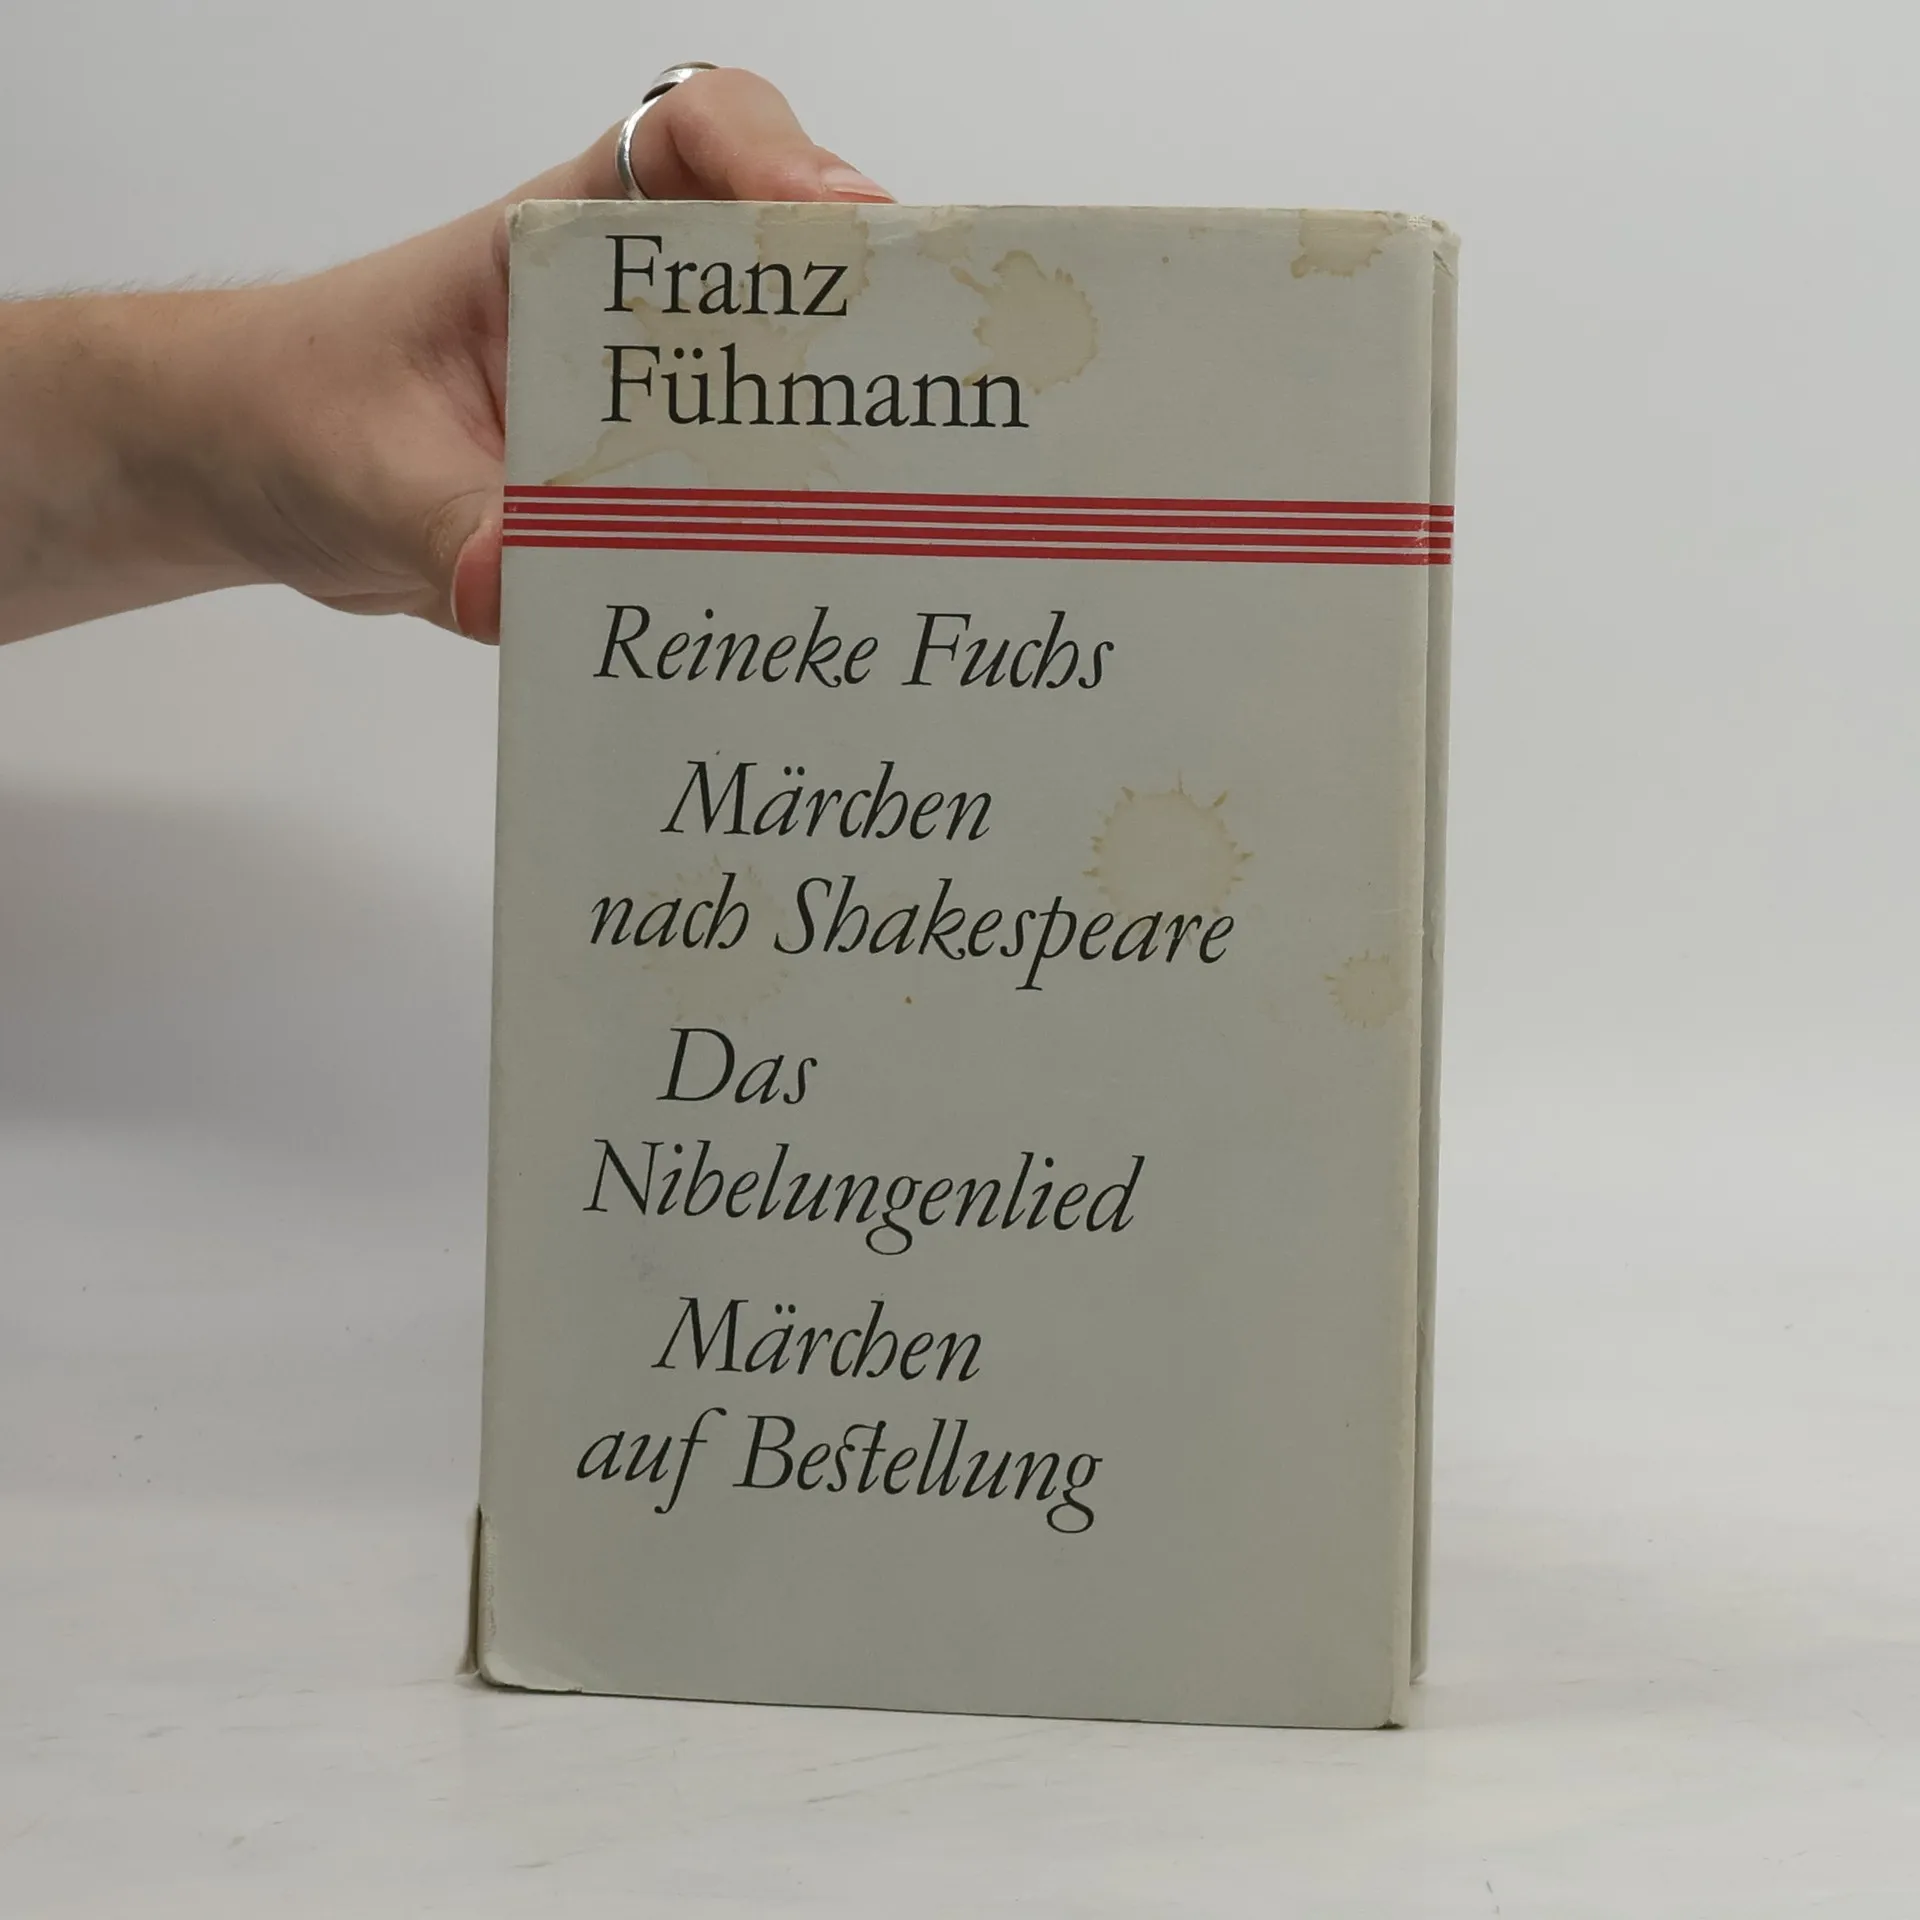 Franz
Fühmann
Reineke Fuchs
Märchen
nach Shakespeare
Das
Nibelungenlied
Märchen
auf Bestellung